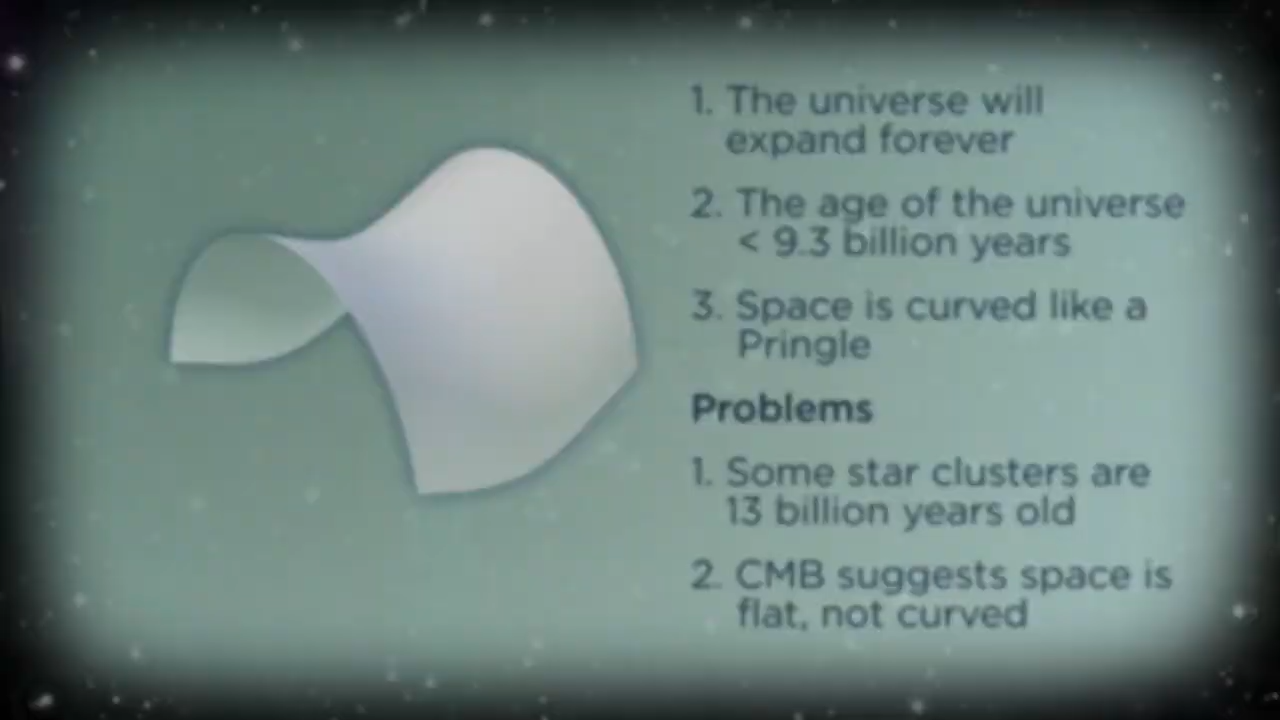 1. The universe will
expand forever
2. The age of the universe
< 9.3 billion years
3. Space is curved like a
Pringle
Problems
1. Some star clusters are
13 billion years old
2. CMB suggests space is
flat, not curved